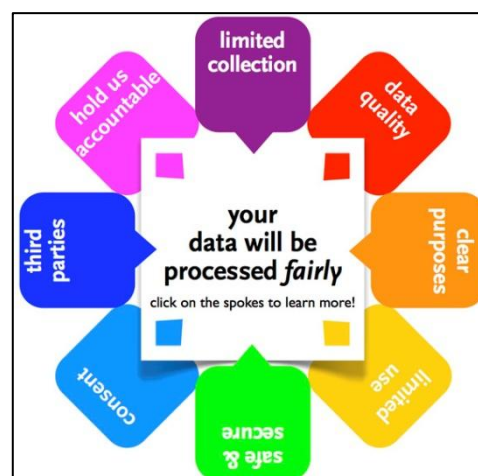 limited
collection
data
quality
clear
purposes
limited
use
safe &
secure
consent
third
parties
hold us
accountable
your
data will be
processed fairly
click on the spokes to learn more!